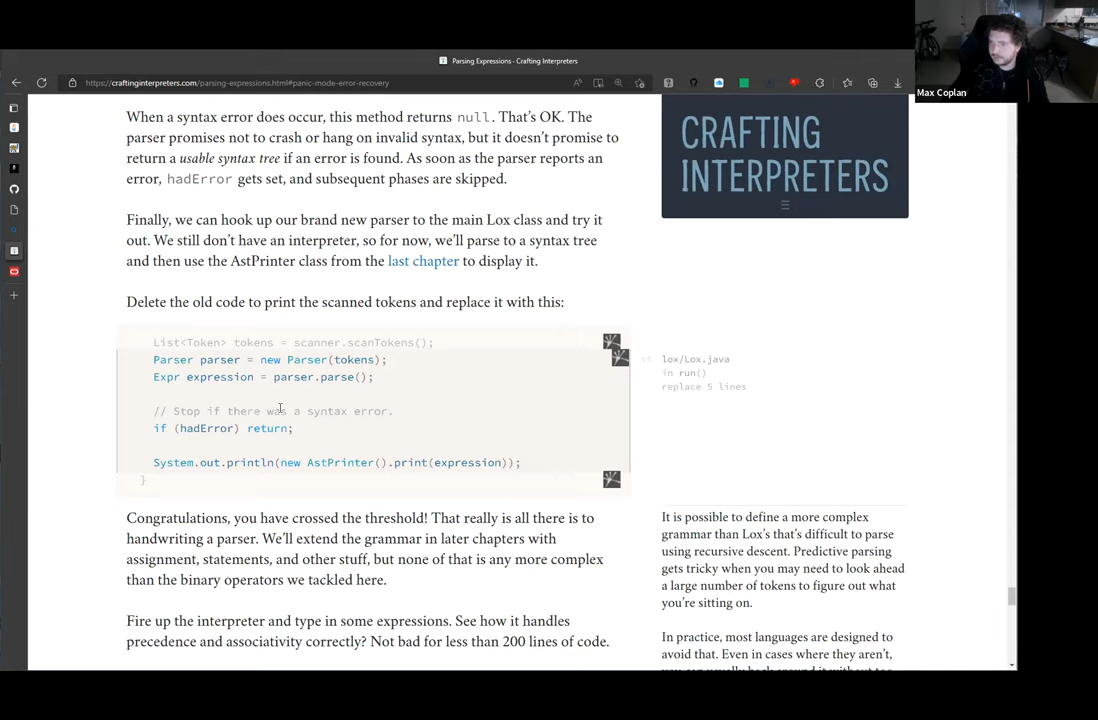 Parsing Expressions - Crafting Interpreters
https://craftinginterpreters.com/parsing-expressions.html#panic-mode-error-recovery
Max Coplan
When a syntax error does occur, this method returns null. That's OK. The
parser promises not to crash or hang on invalid syntax, but it doesn't promise to
return a usable syntax tree if an error is found. As soon as the parser reports an
error, hadError gets set, and subsequent phases are skipped.
Finally, we can hook up our brand new parser to the main Lox class and try it
out. We still don't have an interpreter, so for now, we'll parse to a syntax tree
and then use the AstPrinter class from the last chapter to display it.
Delete the old code to print the scanned tokens and replace it with this:
List<Token> tokens = scanner.scanTokens();
Parser parser = new Parser(tokens);
Expr expression = parser.parse();
// Stop if there was a syntax error.
if (hadError) return;
System.out.println(new AstPrinter().print(expression));
}
Congratulations, you have crossed the threshold! That really is all there is to
handwriting a parser. We'll extend the grammar in later chapters with
assignment, statements, and other stuff, but none of that is any more complex
than the binary operators we tackled here.
Fire up the interpreter and type in some expressions. See how it handles
precedence and associativity correctly? Not bad for less than 200 lines of code.
CRAFTING
INTERPRETERS
<< lox/Lox.java
in run()
replace 5 lines
It is possible to define a more complex
grammar than Lox's that's difficult to parse
using recursive descent. Predictive parsing
gets tricky when you may need to look ahead
a large number of tokens to figure out what
you're sitting on.
In practice, most languages are designed to
avoid that. Even in cases where they aren't,